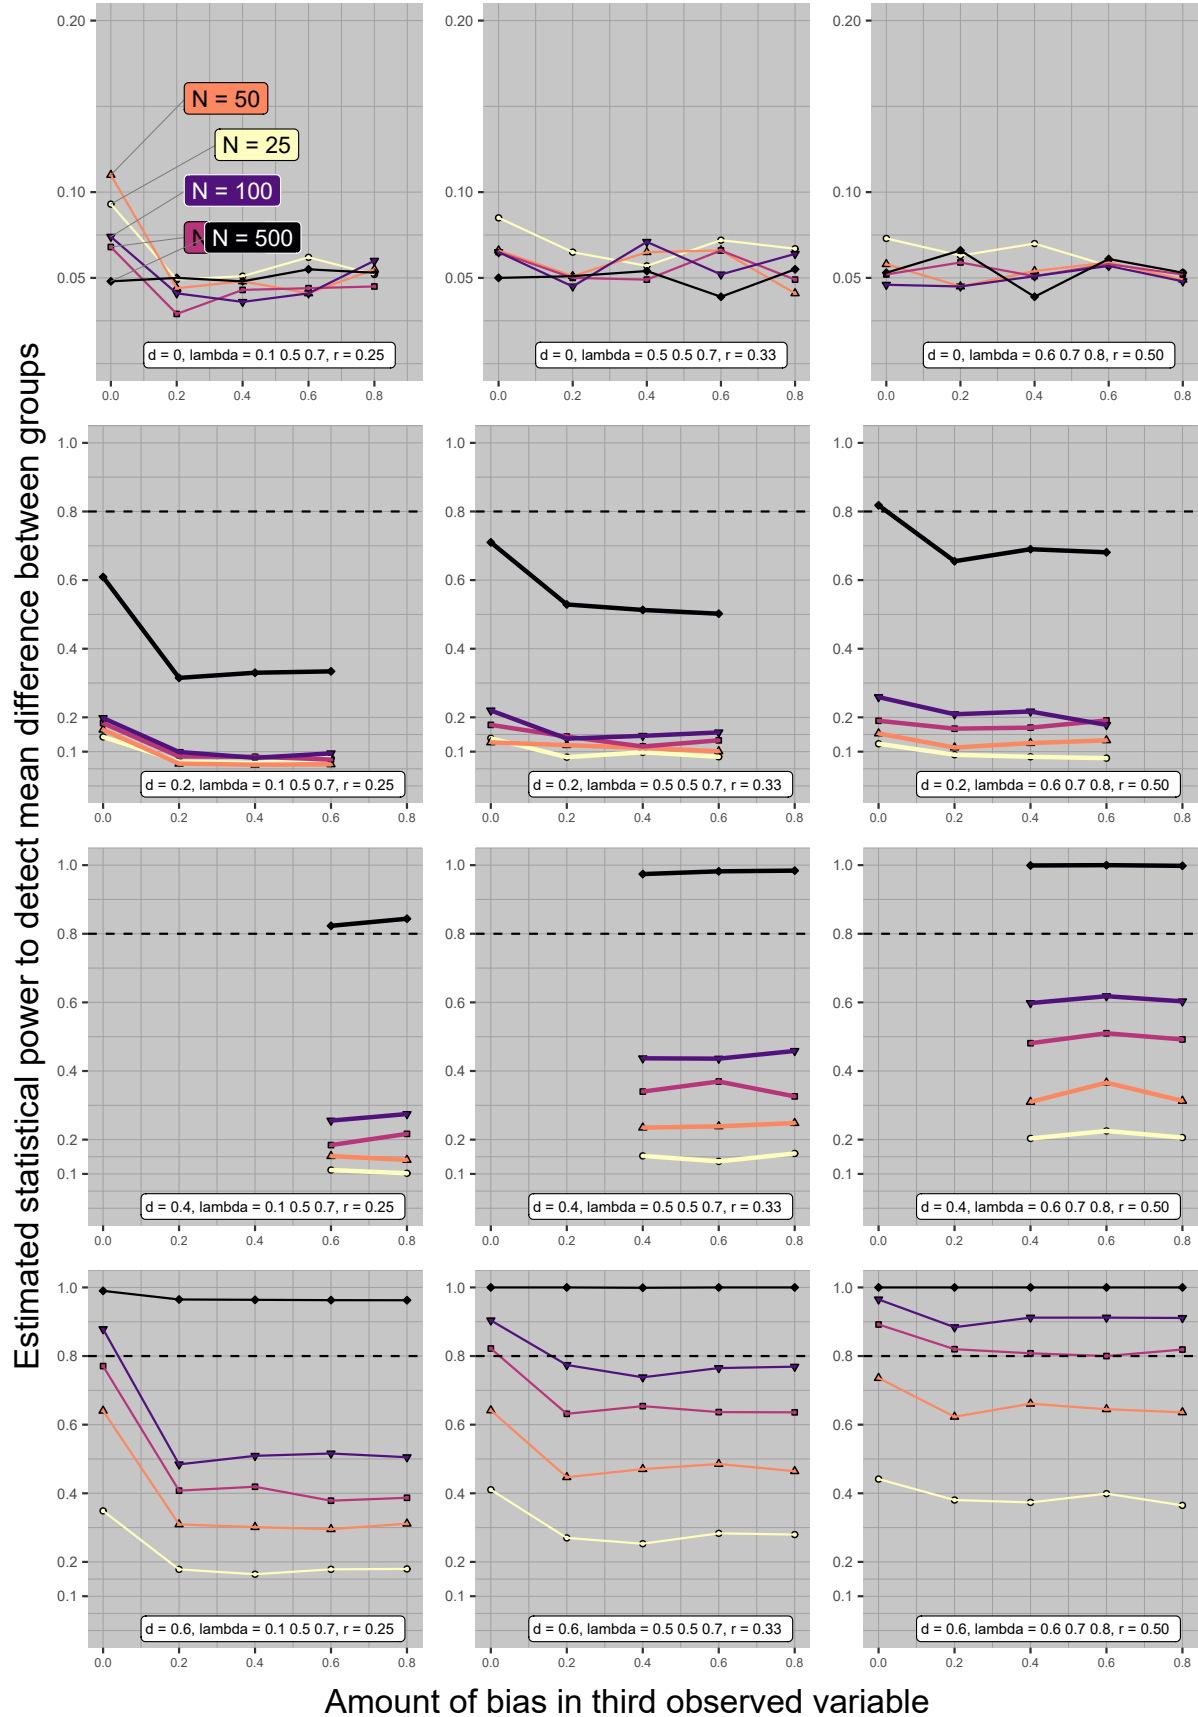 Estimated statistical power to detect mean difference between groups
0.20
0.10
0.05
N = 50
N = 25
N = 100
N
N = 500
d = 0, lambda = 0.1 0.5 0.7, r = 0.25
0.0 0.2 0.4 0.6 0.8
0.20
0.10
0.05
d = 0, lambda = 0.5 0.5 0.7, r = 0.33
0.0 0.2 0.4 0.6 0.8
0.20
0.10
0.05
d = 0, lambda = 0.6 0.7 0.8, r = 0.50
0.0 0.2 0.4 0.6 0.8
1.0
0.8
0.6
0.4
0.2
0.1
d = 0.2, lambda = 0.1 0.5 0.7, r = 0.25
0.0 0.2 0.4 0.6 0.8
1.0
0.8
0.6
0.4
0.2
0.1
d = 0.2, lambda = 0.5 0.5 0.7, r = 0.33
0.0 0.2 0.4 0.6 0.8
1.0
0.8
0.6
0.4
0.2
0.1
d = 0.2, lambda = 0.6 0.7 0.8, r = 0.50
0.0 0.2 0.4 0.6 0.8
1.0
0.8
0.6
0.4
0.2
0.1
d = 0.4, lambda = 0.1 0.5 0.7, r = 0.25
0.0 0.2 0.4 0.6 0.8
1.0
0.8
0.6
0.4
0.2
0.1
d = 0.4, lambda = 0.5 0.5 0.7, r = 0.33
0.0 0.2 0.4 0.6 0.8
1.0
0.8
0.6
0.4
0.2
0.1
d = 0.4, lambda = 0.6 0.7 0.8, r = 0.50
0.0 0.2 0.4 0.6 0.8
1.0
0.8
0.6
0.4
0.2
0.1
d = 0.6, lambda = 0.1 0.5 0.7, r = 0.25
0.0 0.2 0.4 0.6 0.8
1.0
0.8
0.6
0.4
0.2
0.1
d = 0.6, lambda = 0.5 0.5 0.7, r = 0.33
0.0 0.2 0.4 0.6 0.8
1.0
0.8
0.6
0.4
0.2
0.1
d = 0.6, lambda = 0.6 0.7 0.8, r = 0.50
0.0 0.2 0.4 0.6 0.8
Amount of bias in third observed variable